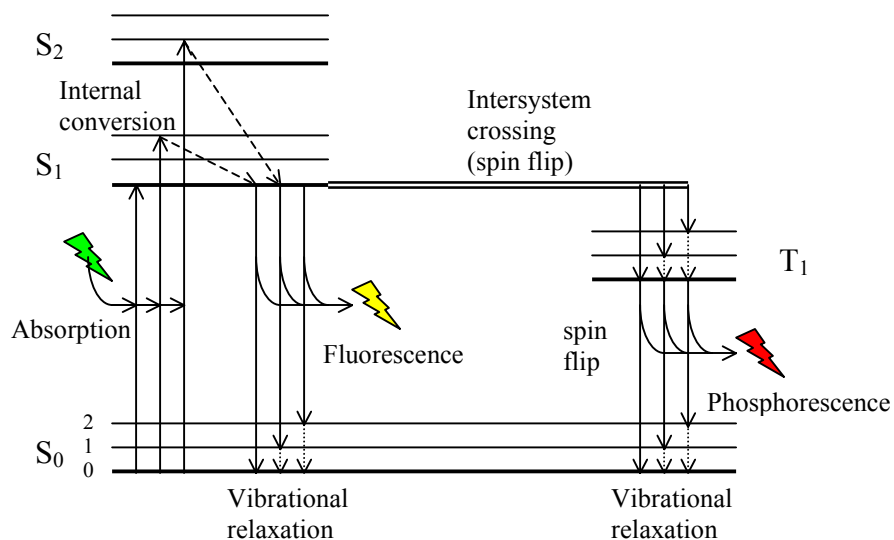 S₂
Internal
conversion
S₁
Intersystem
crossing
(spin flip)
T₁
Absorption
Fluorescence
spin
flip
Phosphorescence
S₀
2
1
0
Vibrational
relaxation
Vibrational
relaxation